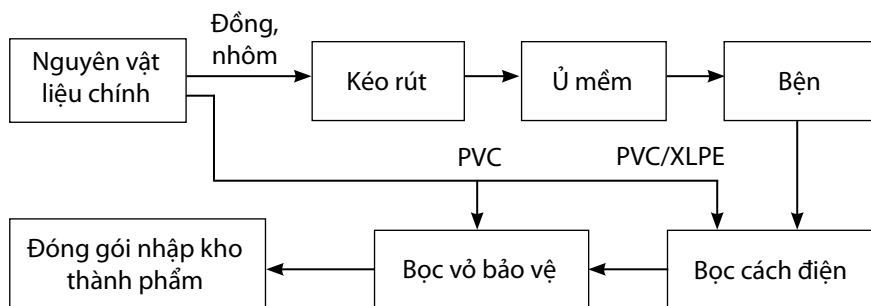 Đồng,
nhôm
Nguyên vật
liệu chính
Kéo rút
Ủ mềm
Bện
PVC
PVC/XLPE
Đóng gói nhập kho
thành phẩm
Bọc vỏ bảo vệ
Bọc cách điện